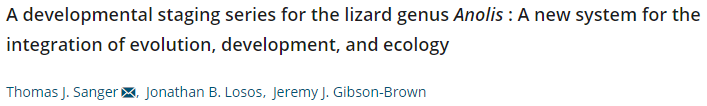 A developmental staging series for the lizard genus Anolis : A new system for the
integration of evolution, development, and ecology
Thomas J. Sanger, Jonathan B. Losos, Jeremy J. Gibson-Brown